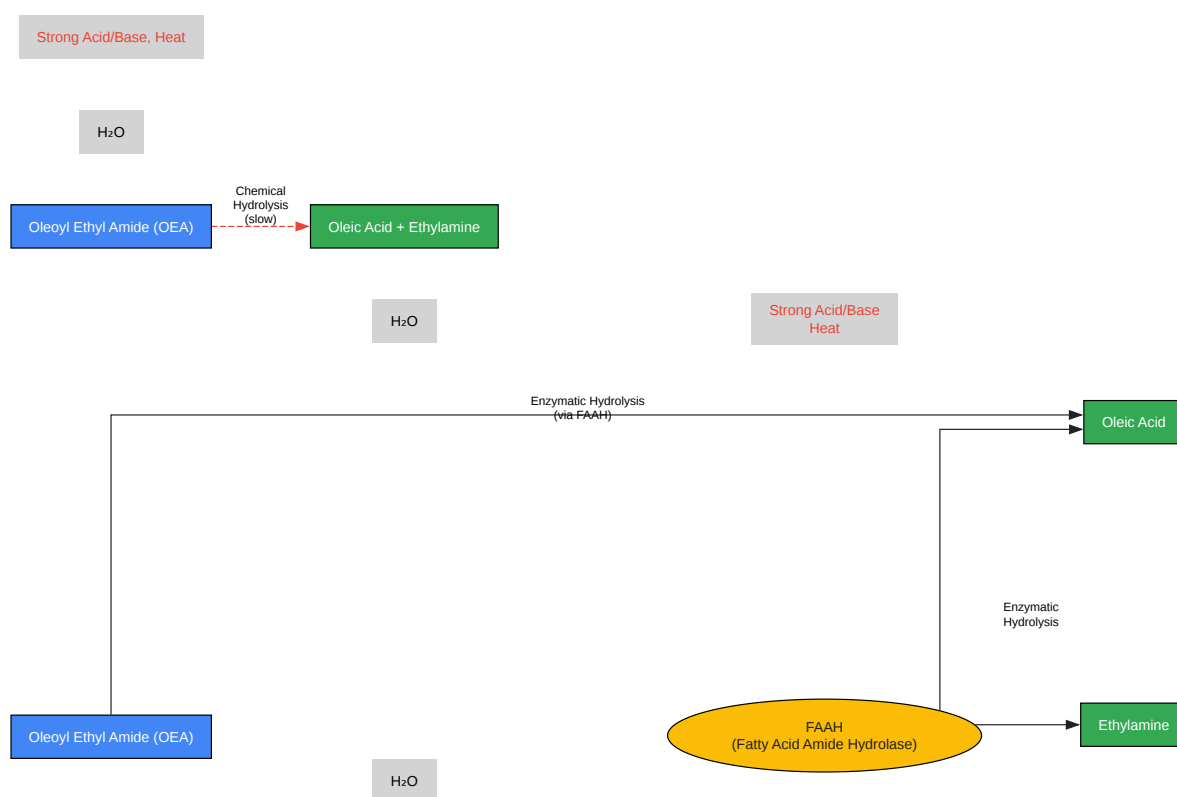 Strong Acid/Base, Heat
H₂O
Chemical
Hydrolysis
(slow)
Oleoyl Ethyl Amide (OEA)
Oleic Acid + Ethylamine
H₂O
Strong Acid/Base
Heat
Enzymatic Hydrolysis
(via FAAH)
Oleic Acid
Enzymatic
Hydrolysis
Oleoyl Ethyl Amide (OEA)
FAAH
(Fatty Acid Amide Hydrolase)
Ethylamine
H₂O